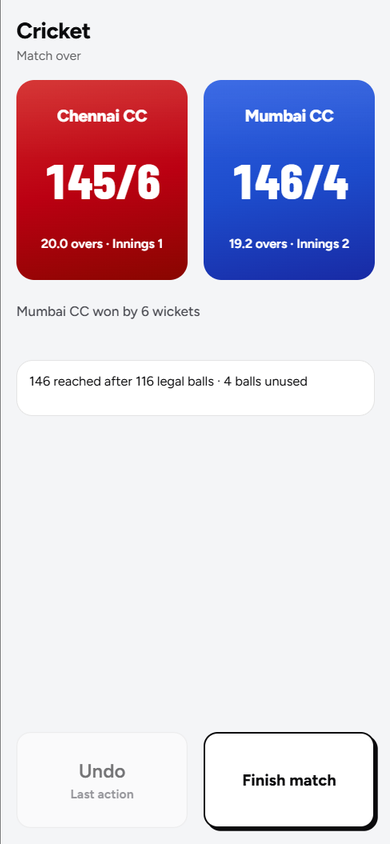 Cricket
Match over
Chennai CC
145/6
20.0 overs · Innings 1
Mumbai CC
146/4
19.2 overs · Innings 2
Mumbai CC won by 6 wickets
146 reached after 116 legal balls · 4 balls unused
Undo
Last action
Finish match